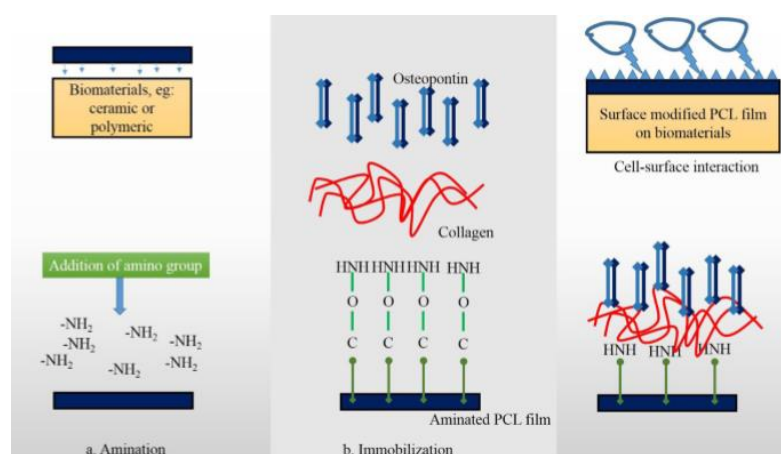 Biomaterials, eg:
ceramic or
polymeric
Addition of amino group
-NH₂
-NH₂
-NH₂
-NH₂
-NH₂
-NH₂
-NH₂
a. Amination
Osteopontin
Collagen
HNH HNH HNH HNH
O O O O
C C C C
Aminated PCL film
b. Immobilization
Surface modified PCL film
on biomaterials
Cell-surface interaction
HNH HNH HNH